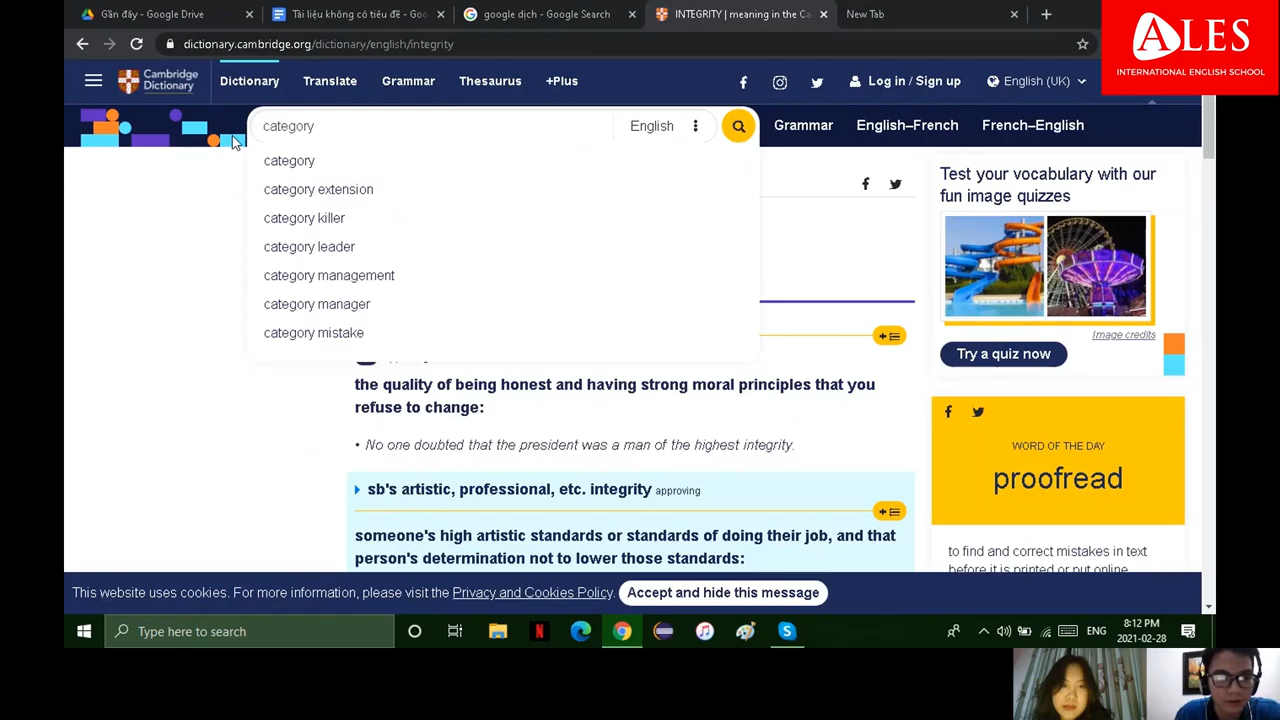 Gần đây - Google Drive
Tài liệu không có tiêu đề - Goo
google dịch - Google Search
INTEGRITY | meaning in the Ca
New Tab
ALES
INTERNATIONAL ENGLISH SCHOOL
dictionary.cambridge.org/dictionary/english/integrity
Cambridge
Dictionary
Dictionary
Translate
Grammar
Thesaurus
+Plus
Log in / Sign up
English (UK)
category
English
Grammar
English–French
French–English
category
category extension
category killer
category leader
category management
category manager
category mistake
Test your vocabulary with our
fun image quizzes
Image credits
Try a quiz now
the quality of being honest and having strong moral principles that you
refuse to change:
• No one doubted that the president was a man of the highest integrity.
sb's artistic, professional, etc. integrity approving
someone's high artistic standards or standards of doing their job, and that
person's determination not to lower those standards:
WORD OF THE DAY
proofread
to find and correct mistakes in text
before it is printed or put online
This website uses cookies. For more information, please visit the Privacy and Cookies Policy.
Accept and hide this message
Type here to search
ENG
8:12 PM
2021-02-28